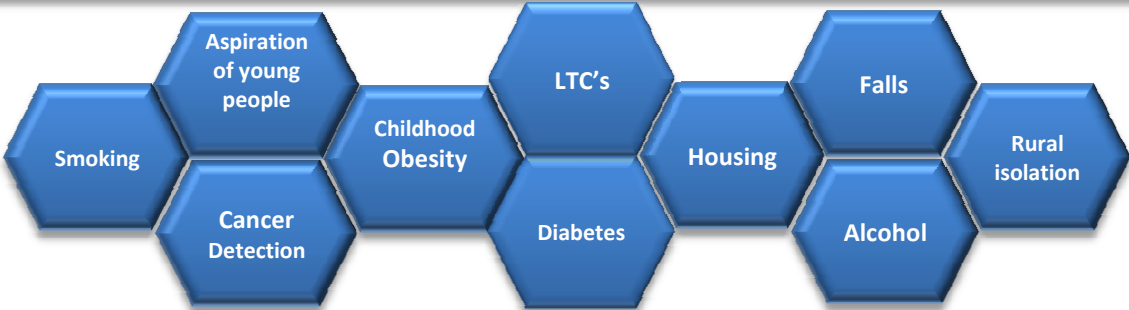 Smoking
Aspiration
of young
people
Cancer
Detection
Childhood
Obesity
LTC's
Diabetes
Housing
Falls
Alcohol
Rural
isolation